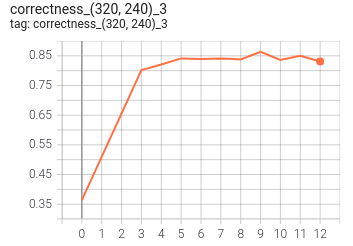 correctness_(320, 240)_3
tag: correctness_(320, 240)_3
0.85
0.75
0.65
0.55
0.45
0.35
0 1 2 3 4 5 6 7 8 9 10 11 12